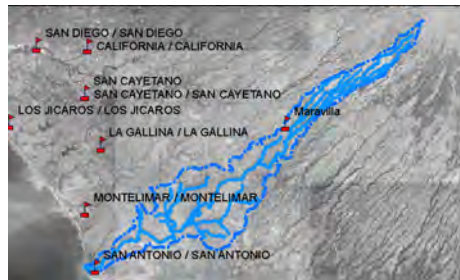 SAN DIEGO / SAN DIEGO
CALIFORNIA / CALIFORNIA
SAN CAYETANO
SAN CAYETANO / SAN CAYETANO
LOS JICAROS / LOS JICAROS
Maravilla
LA GALLINA / LA GALLINA
MONTELIMAR / MONTELIMAR
SAN ANTONIO / SAN ANTONIO